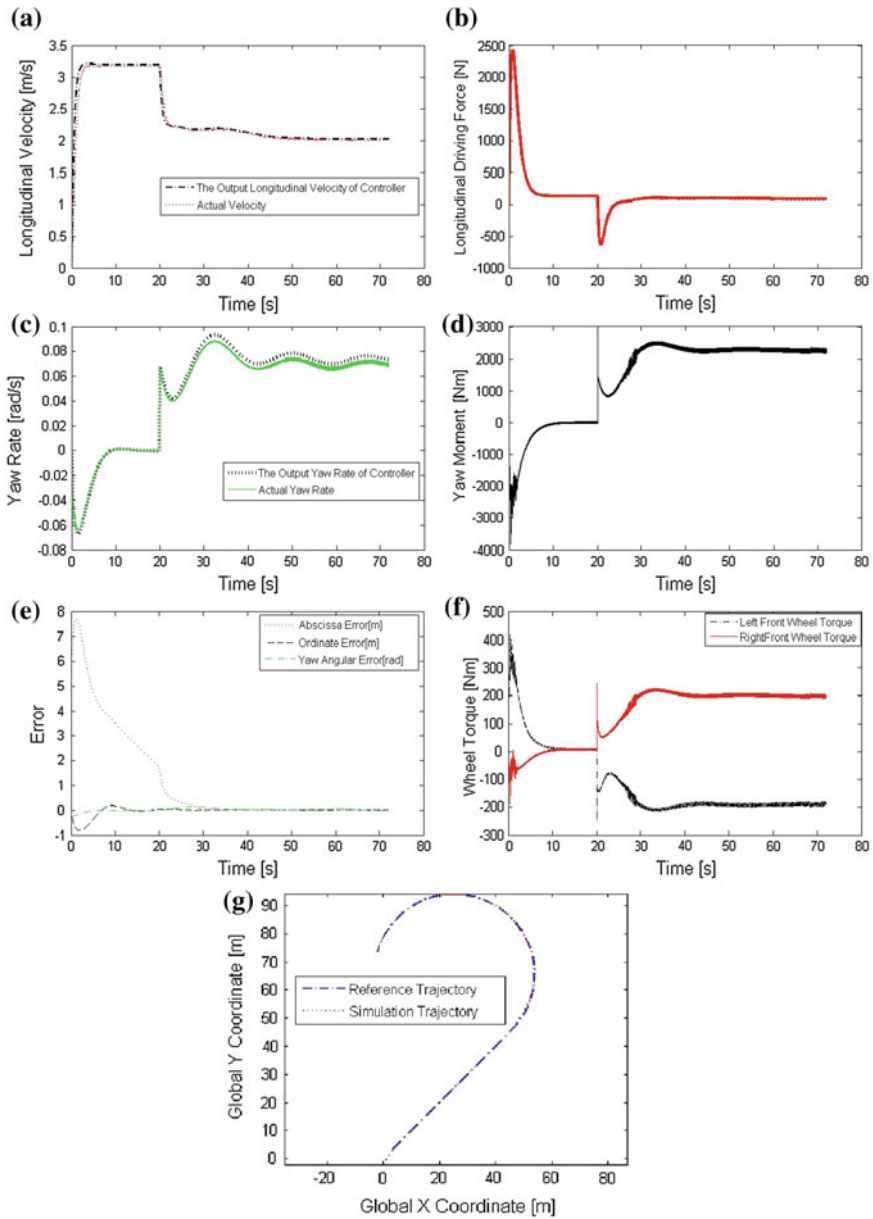 (a)
3.5
3
2.5
2
1.5
1
0.5
0
Longitudinal Velocity [m/s]
The Output Longitudinal Velocity of Controller
Actual Velocity
0 10 20 30 40 50 60 70 80
Time [s]
(b)
2500
2000
1500
1000
500
0
-500
-1000
Longitudinal Driving Force [N]
0 10 20 30 40 50 60 70 80
Time [s]
(c)
0.1
0.08
0.06
0.04
0.02
0
-0.02
-0.04
-0.06
-0.08
Yaw Rate [rad/s]
The Output Yaw Rate of Controller
Actual Yaw Rate
0 10 20 30 40 50 60 70 80
Time [s]
(d)
3000
2000
1000
0
-1000
-2000
-3000
-4000
Yaw Moment [Nm]
0 10 20 30 40 50 60 70 80
Time [s]
(e)
8
7
6
5
4
3
2
1
0
-1
Error
Abscissa Error[m]
Ordinate Error[m]
Yaw Angular Error[rad]
0 10 20 30 40 50 60 70 80
Time [s]
(f)
500
400
300
200
100
0
-100
-200
-300
Wheel Torque [Nm]
Left Front Wheel Torque
RightFront Wheel Torque
0 10 20 30 40 50 60 70 80
Time [s]
(g)
90
80
70
60
50
40
30
20
10
0
Global Y Coordinate [m]
Reference Trajectory
Simulation Trajectory
-20 0 20 40 60 80
Global X Coordinate [m]